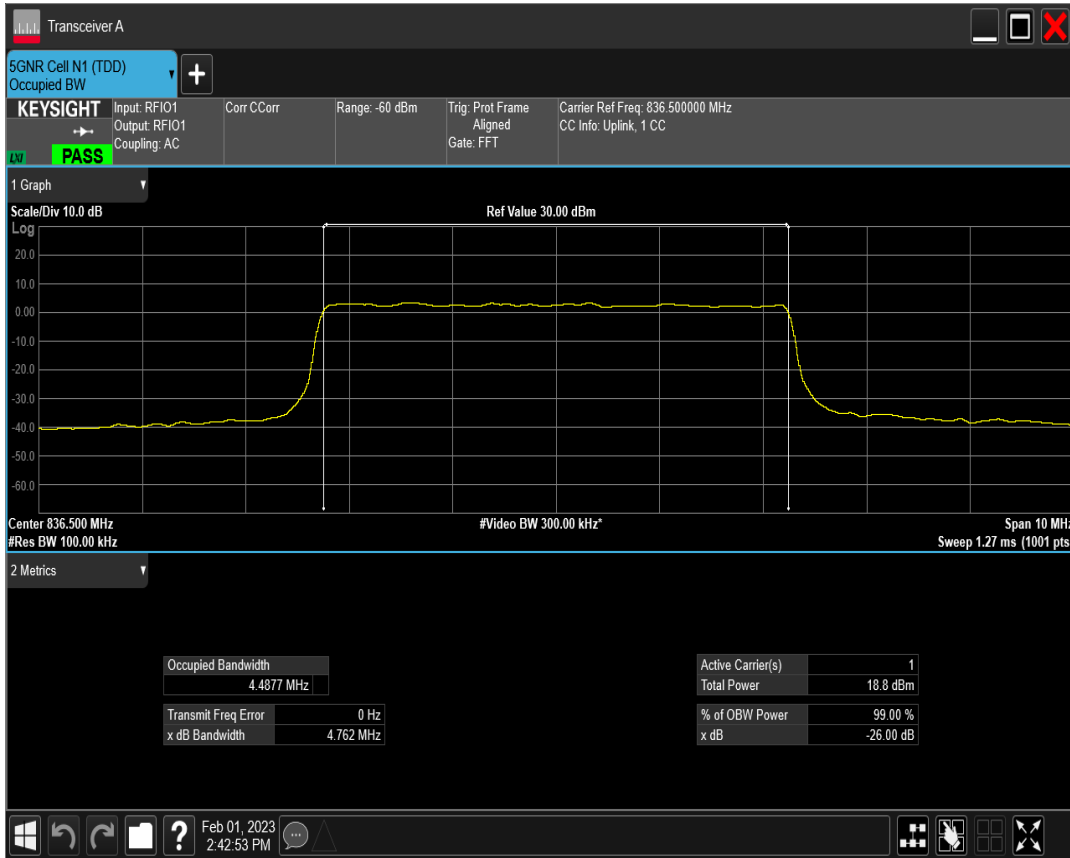 Transceiver A
5GNR Cell N1 (TDD)
Occupied BW
KEYSIGHT
LXI
PASS
Input: RFIO1
Output: RFIO1
Coupling: AC
Corr CCorr
Range: -60 dBm
Trig: Prot Frame
Aligned
Gate: FFT
Carrier Ref Freq: 836.500000 MHz
CC Info: Uplink, 1 CC
1 Graph
Scale/Div 10.0 dB
Ref Value 30.00 dBm
Log
20.0
10.0
0.00
-10.0
-20.0
-30.0
-40.0
-50.0
-60.0
Center 836.500 MHz
#Video BW 300.00 kHz*
Span 10 MHz
#Res BW 100.00 kHz
Sweep 1.27 ms (1001 pts
2 Metrics
Occupied Bandwidth
4.4877 MHz
Transmit Freq Error 0 Hz
x dB Bandwidth 4.762 MHz
Active Carrier(s) 1
Total Power 18.8 dBm
% of OBW Power 99.00 %
x dB -26.00 dB
?
Feb 01, 2023
2:42:53 PM